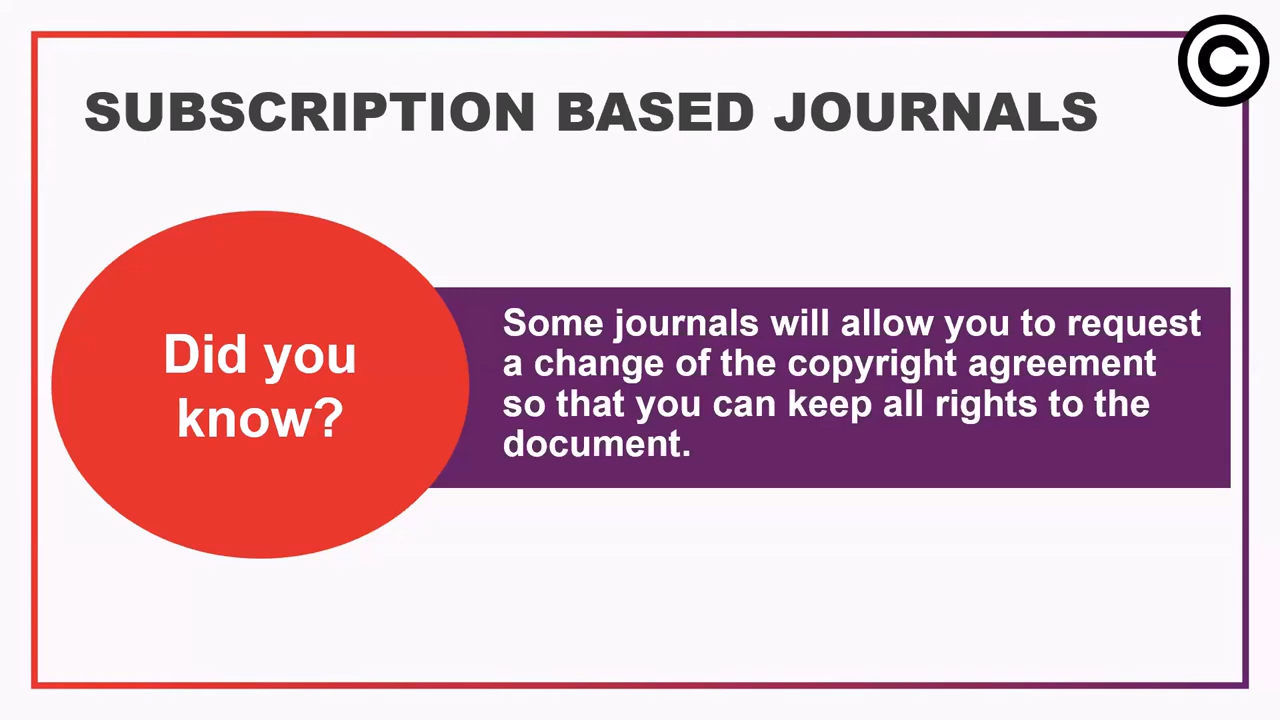 SUBSCRIPTION BASED JOURNALS
Did you
know?
Some journals will allow you to request
a change of the copyright agreement
so that you can keep all rights to the
document.